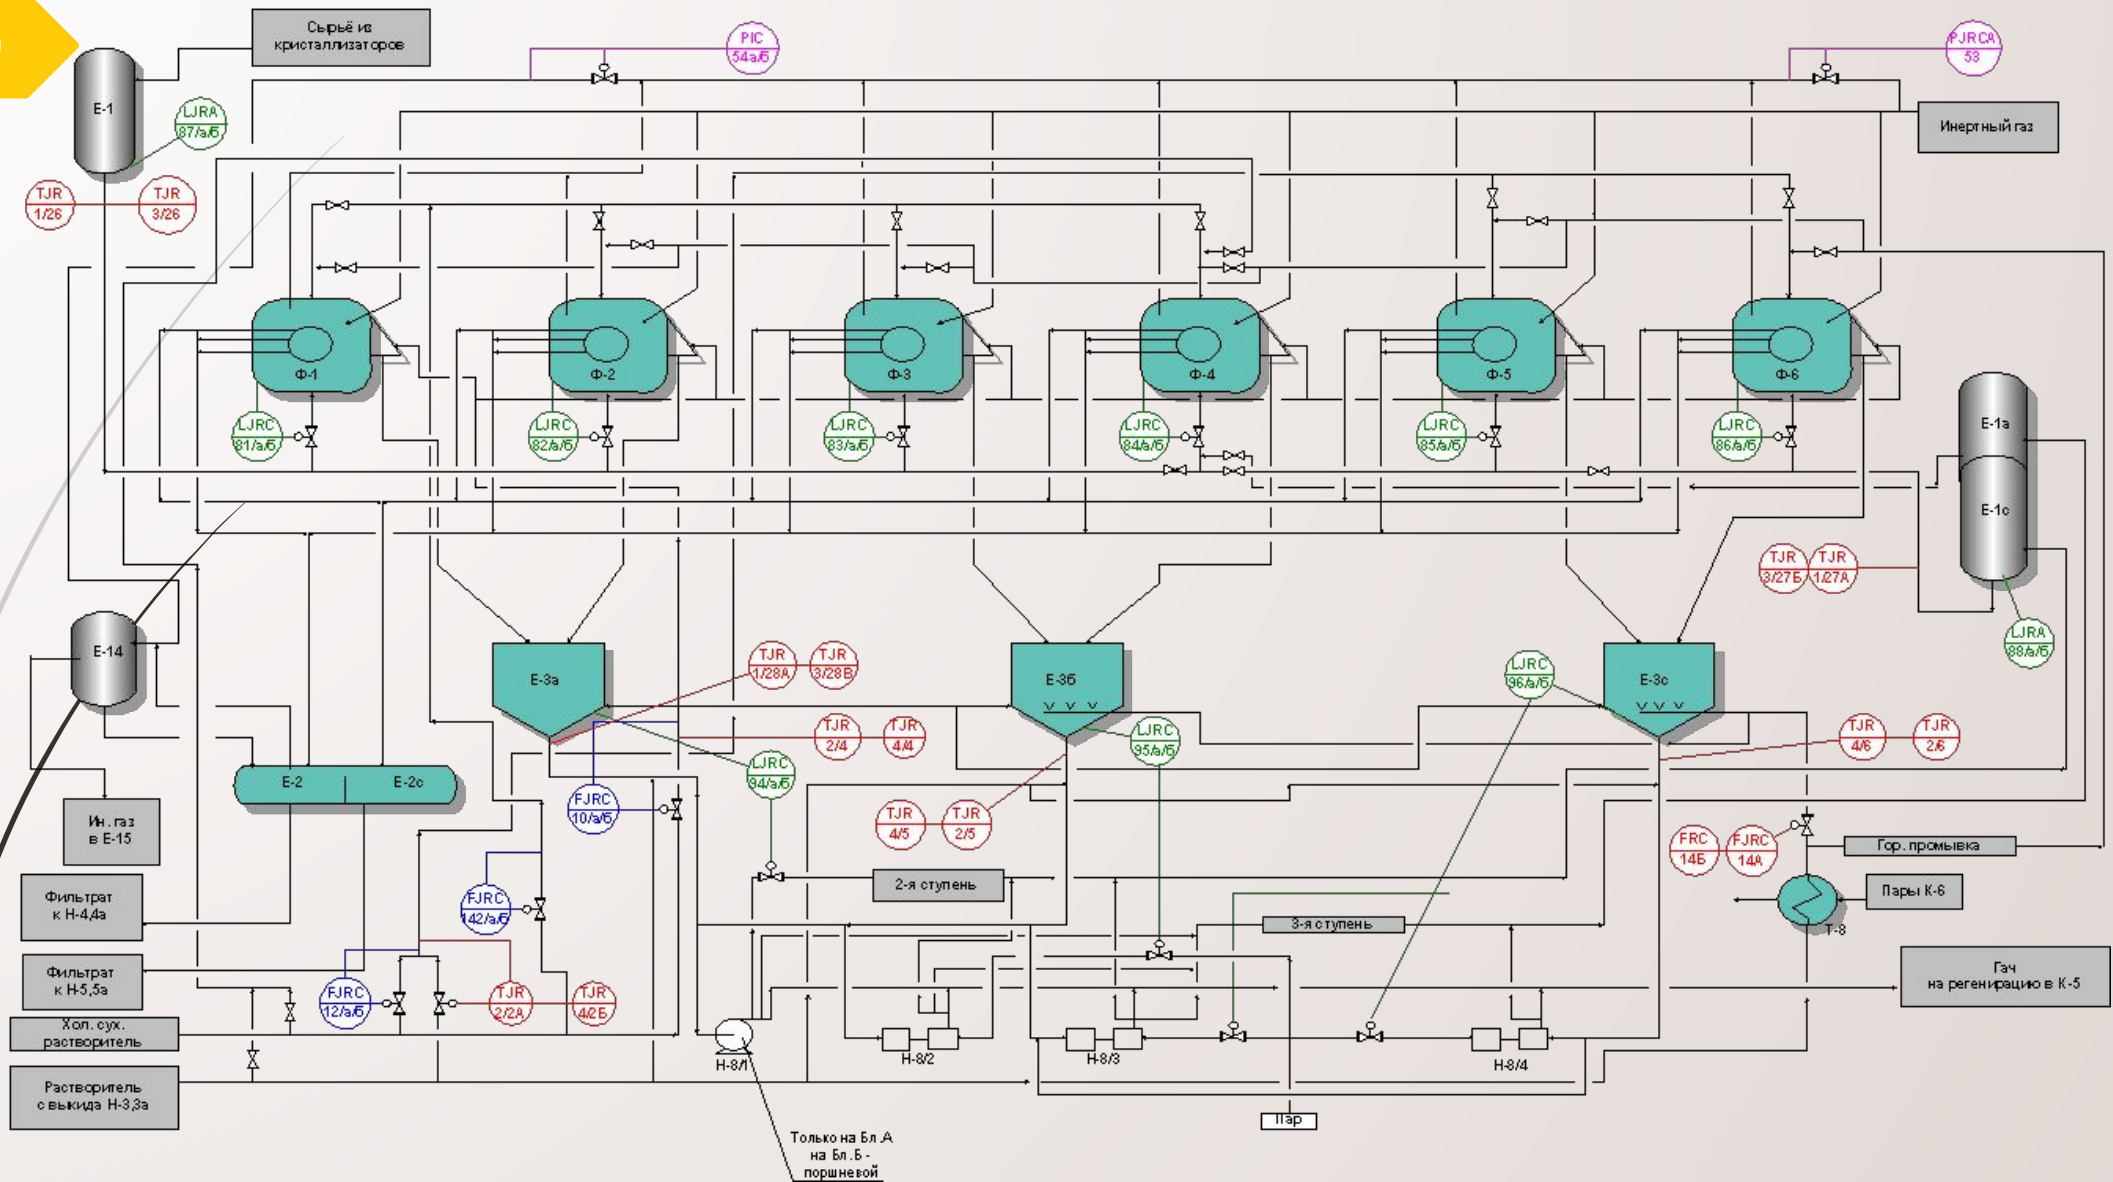 Сырьё из
кристаллизаторов
PIC
54а/б
PJRCA
53
E-1
LJRA
87/а/б
Инертный газ
TJR
1/26
TJR
3/26
Ф-1
Ф-2
Ф-3
Ф-4
Ф-5
Ф-6
LJRC
81/а/б
LJRC
82/а/б
LJRC
83/а/б
LJRC
84/а/б
LJRC
85/а/б
LJRC
86/а/б
E-1а
E-1с
TJR
3/27Б
TJR
1/27А
LJRA
88/а/б
E-14
E-3а
E-3б
E-3с
TJR
1/28А
TJR
3/28В
LJRC
96/а/б
TJR
2/4
TJR
4/4
LJRC
95/а/б
TJR
4/6
TJR
2/6
E-2
E-2с
LJRC
94/а/б
FJRC
10/а/б
Ин. газ
в Е-15
TJR
4/5
TJR
2/5
FRC
14Б
FJRC
14А
Гор. промывка
2-я ступень
Пары К-6
Фильтрат
к Н-4,4а
FJRC
142/а/б
3-я ступень
Т-8
Фильтрат
к Н-5,5а
FJRC
12/а/б
TJR
2/2А
TJR
4/2Б
Гач
на регенирацию в К-5
Хол. сух.
растворитель
Н-8/1
Н-8/2
Н-8/3
Н-8/4
Растворитель
с выкида Н-3,3а
Пар
Только на Бл.А
на Бл.Б -
поршневой